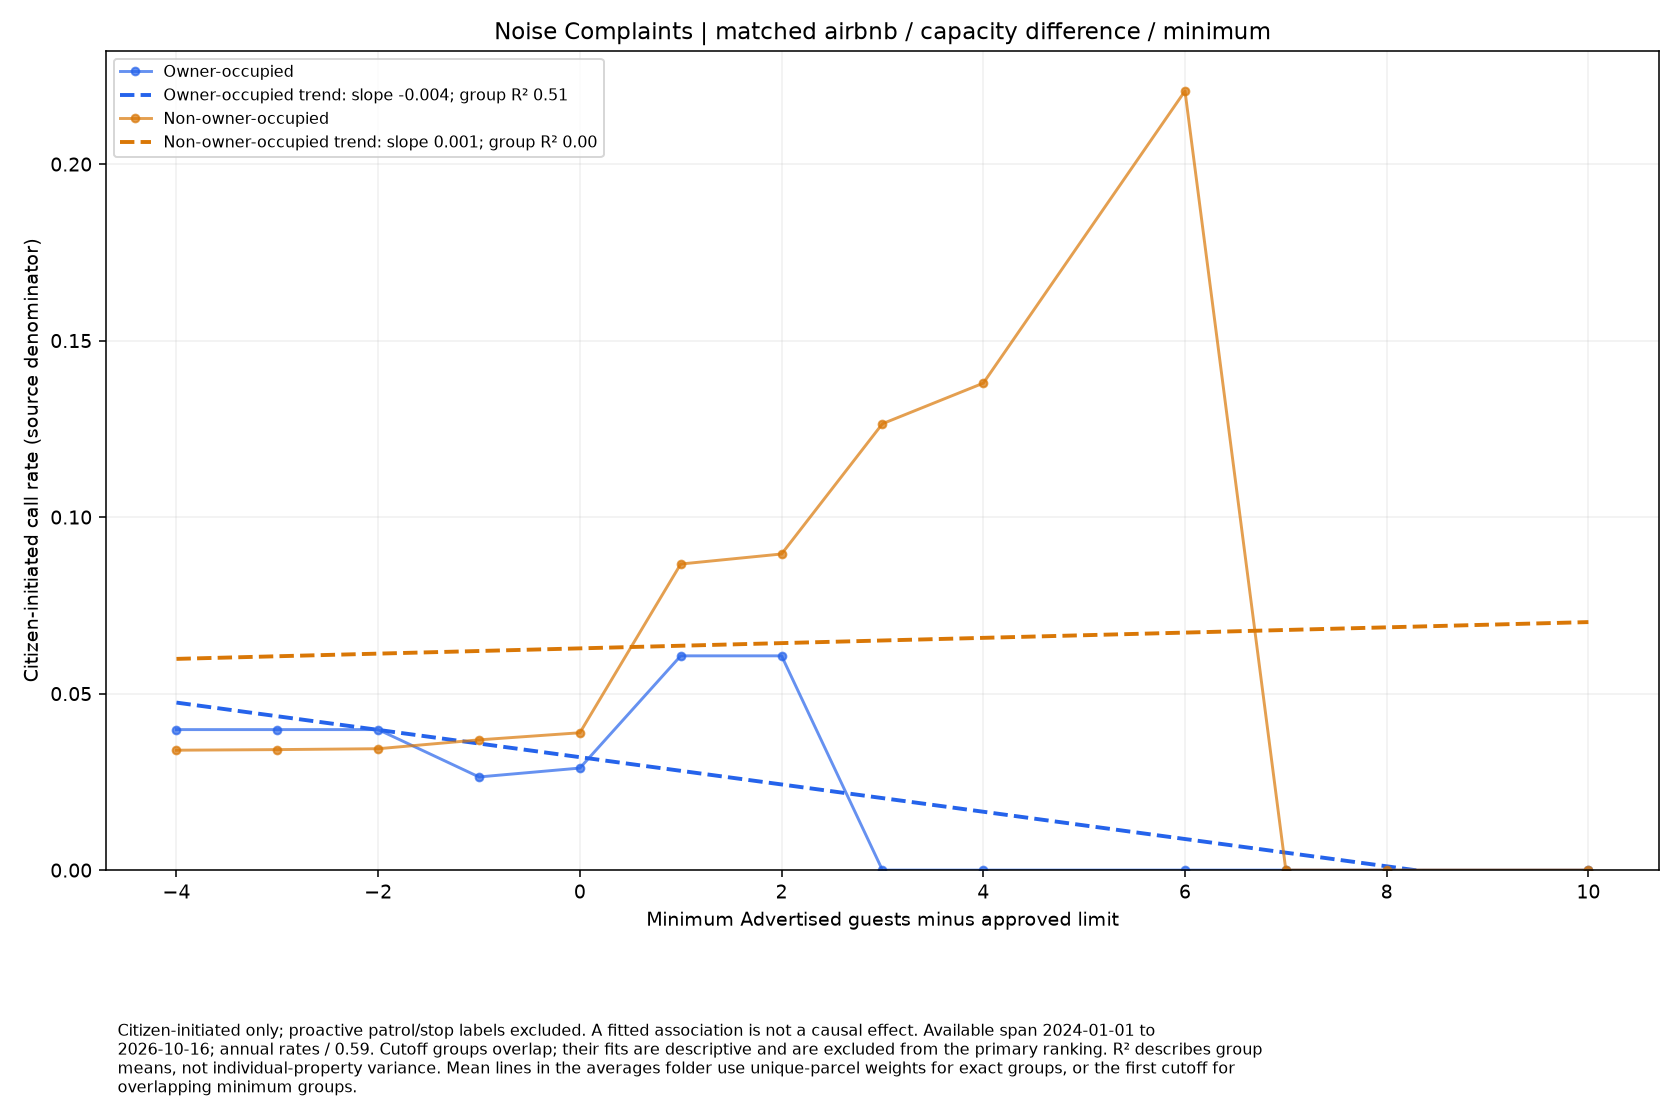 Noise Complaints | matched airbnb / capacity difference / minimum
Owner-occupied
Owner-occupied trend: slope -0.004; group R² 0.51
Non-owner-occupied
Non-owner-occupied trend: slope 0.001; group R² 0.00
Citizen-initiated call rate (source denominator)
0.20
0.15
0.10
0.05
0.00
−4
−2
0
2
4
6
8
10
Minimum Advertised guests minus approved limit
Citizen-initiated only; proactive patrol/stop labels excluded. A fitted association is not a causal effect. Available span 2024-01-01 to
2026-10-16; annual rates / 0.59. Cutoff groups overlap; their fits are descriptive and are excluded from the primary ranking. R² describes group
means, not individual-property variance. Mean lines in the averages folder use unique-parcel weights for exact groups, or the first cutoff for
overlapping minimum groups.